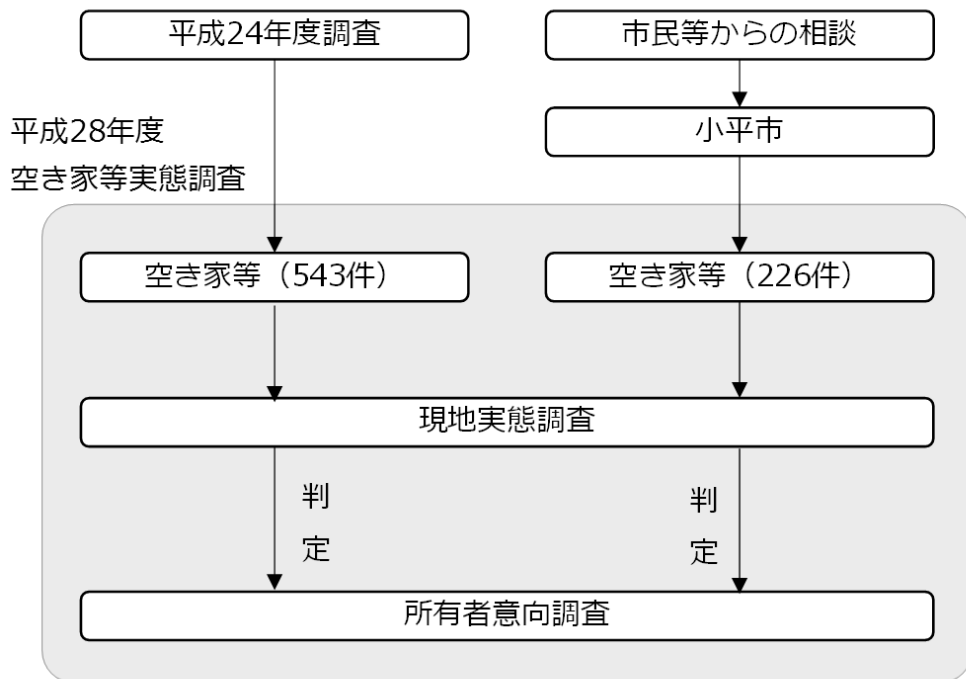 平成24年度調査
市民等からの相談
小平市
平成28年度
空き家等実態調査
空き家等（543件）
空き家等（226件）
現地実態調査
判定
判定
所有者意向調査